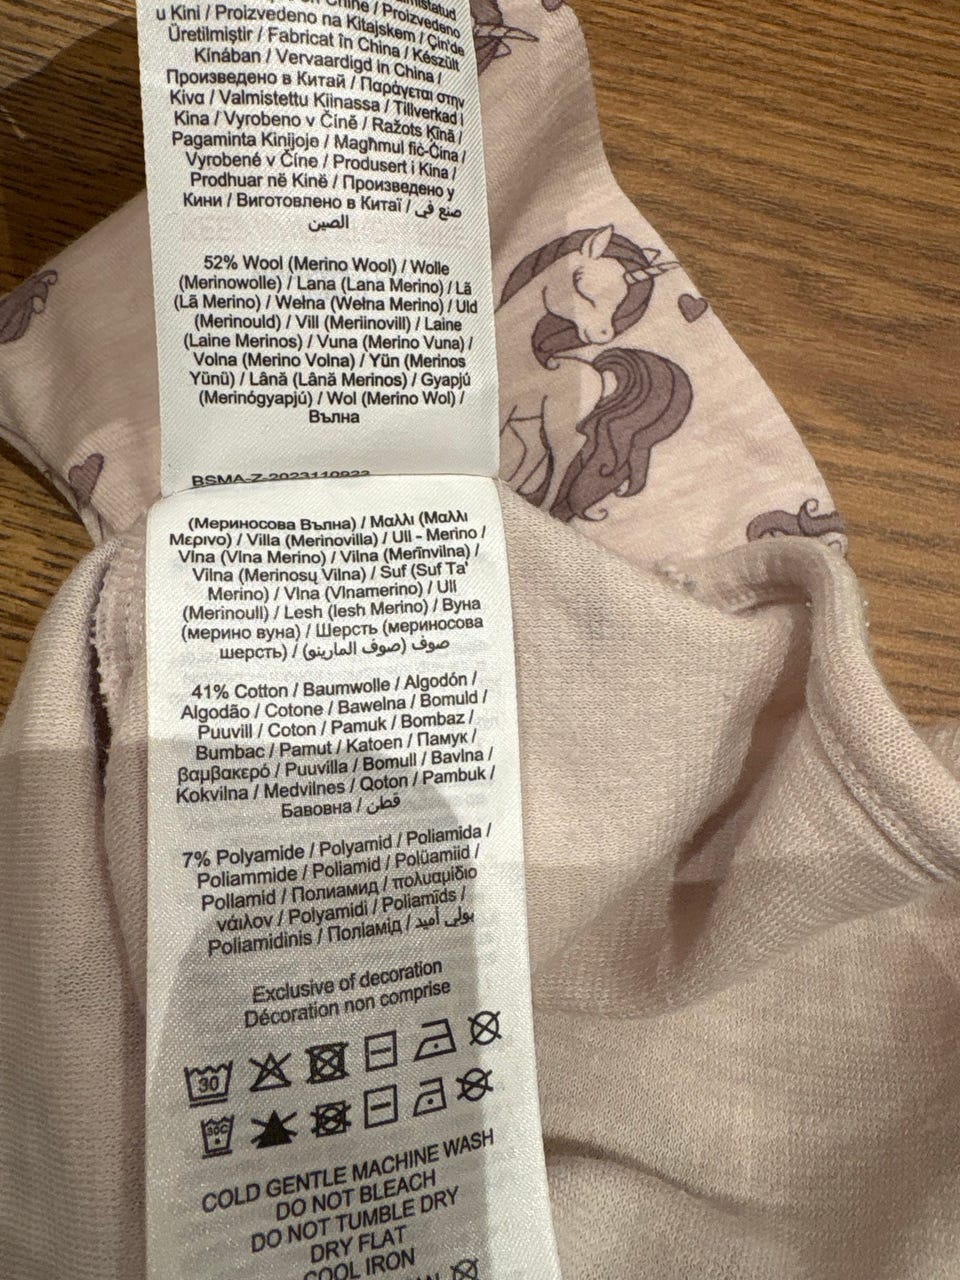 Chine / Proizvedeno
u Kini / Proizvedeno na Kitajskem / Çin'de
Üretilmiştir / Fabricat în China / Készült
Kínában / Vervaardigd in China /
Произведено в Китай / Παράγεται στην
Κίνα / Valmistettu Kiinassa / Tillverkad i
Kina / Vyrobeno v Číně / Ražots Ķīnā /
Pagaminta Kinijoje / Magħmul fiċ-Ċina /
Vyrobené v Číne / Produsert i Kina /
Prodhuar në Kinë / Произведено у
Кини / Виготовлено в Китаї / صنع في
الصين
52% Wool (Merino Wool) / Wolle
(Merinowolle) / Lana (Lana Merino) / Lã
(Lã Merino) / Wełna (Wełna Merino) / Uld
(Merinould) / Vill (Meriinovill) / Laine
(Laine Merinos) / Vuna (Merino Vuna) /
Volna (Merino Volna) / Yün (Merinos
Yünü) / Lână (Lână Merinos) / Gyapjú
(Merinógyapjú) / Wol (Merino Wol) /
Вълна
BSMA-Z-2023110922
(Мериносова Вълна) / Μαλλί (Μαλλί
Μερινο) / Villa (Merinovilla) / Ull - Merino /
Vlna (Vlna Merino) / Vilna (Merīnvilna) /
Vilna (Merinosų Vilna) / Suf (Suf Ta'
Merino) / Vlna (Vlnamerino) / Ull
(Merinoull) / Lesh (lesh Merino) / Вуна
(мерино вуна) / Шерсть (мериносова
шерсть) / صوف (صوف المارينو)
41% Cotton / Baumwolle / Algodón /
Algodão / Cotone / Bawełna / Bomuld /
Puuvill / Coton / Pamuk / Bombaz /
Bumbac / Pamut / Katoen / Памук /
βαμβακερό / Puuvilla / Bomull / Bavlna /
Kokvilna / Medvilnes / Qoton / Pambuk /
Бавовна / قطن
7% Polyamide / Polyamid / Poliamida /
Poliammide / Poliamid / Polüamiid /
Poliamid / Полиамид / πολυαμίδιο
νάιλον / Polyamidi / Poliamīds /
Poliamidinis / Поліамід / بولي أميد
Exclusive of decoration
Décoration non comprise
30
30C
COLD GENTLE MACHINE WASH
DO NOT BLEACH
DO NOT TUMBLE DRY
DRY FLAT
COOL IRON